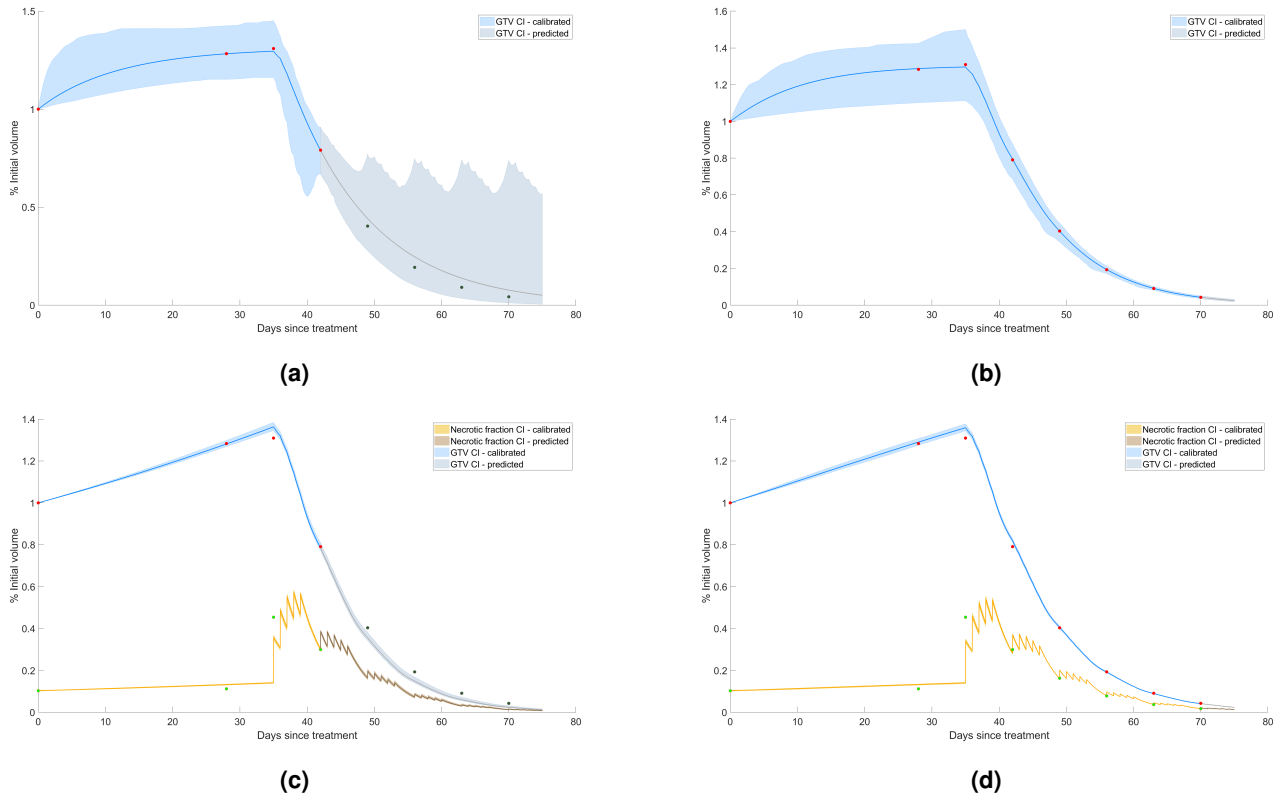 GTV CI - calibrated
GTV CI - predicted
% Initial volume
1.5
1
0.5
0
0 10 20 30 40 50 60 70 80
Days since treatment
(a)
GTV CI - calibrated
GTV CI - predicted
% Initial volume
1.6
1.4
1.2
1
0.8
0.6
0.4
0.2
0
0 10 20 30 40 50 60 70 80
Days since treatment
(b)
Necrotic fraction CI - calibrated
Necrotic fraction CI - predicted
GTV CI - calibrated
GTV CI - predicted
% Initial volume
1.4
1.2
1
0.8
0.6
0.4
0.2
0
0 10 20 30 40 50 60 70 80
Days since treatment
(c)
Necrotic fraction CI - calibrated
Necrotic fraction CI - predicted
GTV CI - calibrated
GTV CI - predicted
% Initial volume
1.4
1.2
1
0.8
0.6
0.4
0.2
0
0 10 20 30 40 50 60 70 80
Days since treatment
(d)